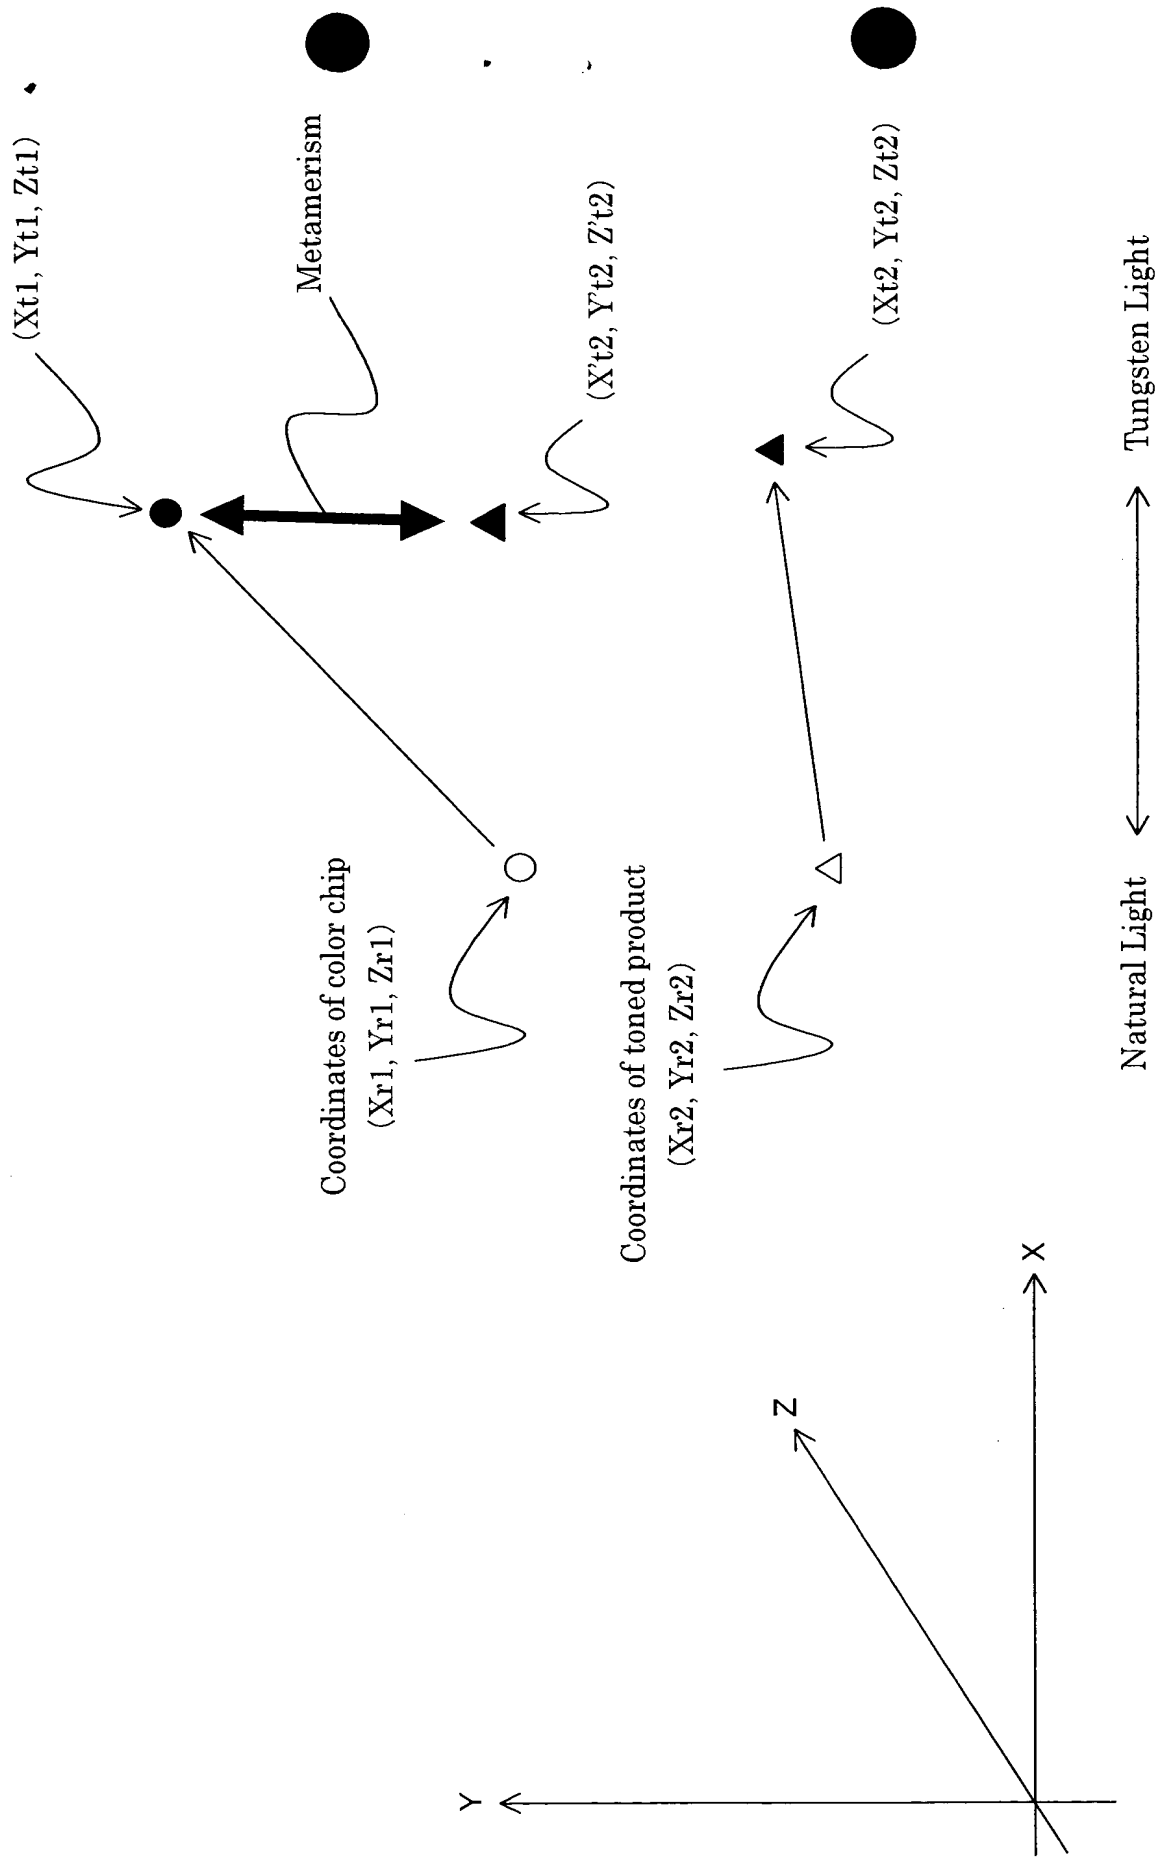 (Xt1, Yt1, Zt1)
Metamerism
(X't2, Y't2, Z't2)
(Xt2, Yt2, Zt2)
Coordinates of color chip
(Xr1, Yr1, Zr1)
Coordinates of toned product
(Xr2, Yr2, Zr2)
Y
Z
X
Natural Light
Tungsten Light